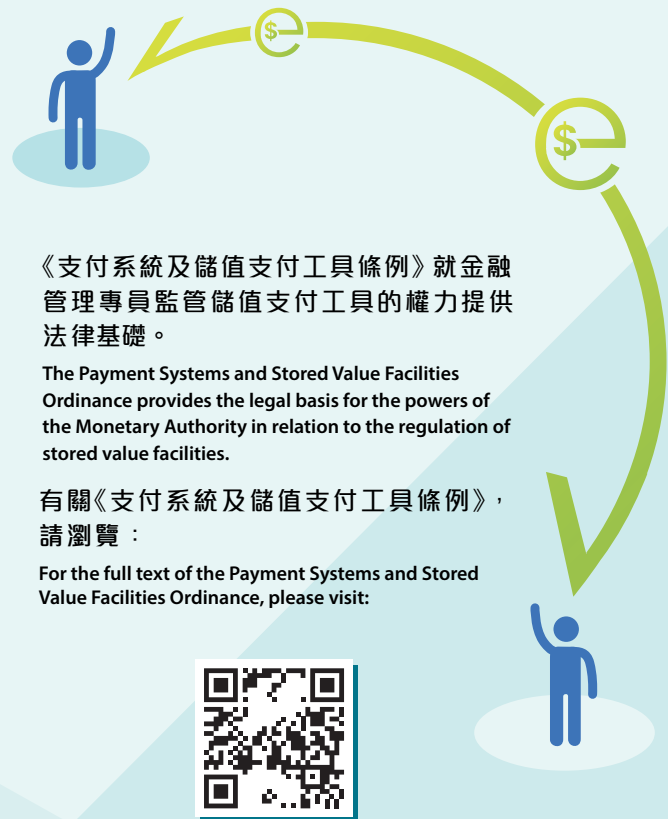 $
$
《支付系統及儲值支付工具條例》就金融
管理專員監管儲值支付工具的權力提供
法律基礎。
The Payment Systems and Stored Value Facilities
Ordinance provides the legal basis for the powers of
the Monetary Authority in relation to the regulation of
stored value facilities.
有關《支付系統及儲值支付工具條例》，
請瀏覽：
For the full text of the Payment Systems and Stored
Value Facilities Ordinance, please visit: